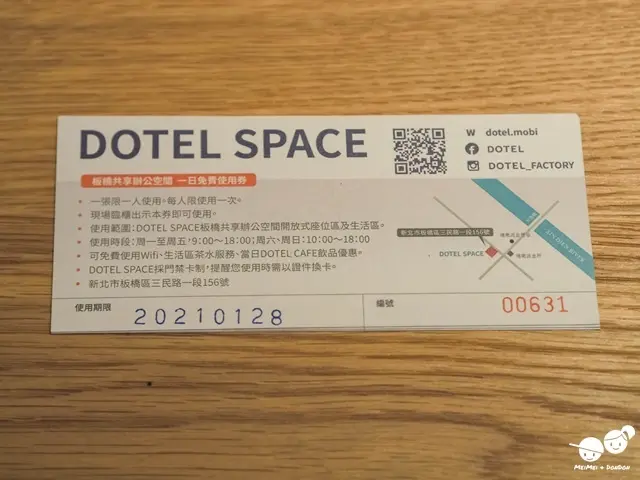 DOTEL SPACE
板橋共享辦公空間 一日免費使用券
• 一張限一人使用。每人限使用一次。
• 現場臨櫃出示本券即可使用。
• 使用範圍:DOTEL SPACE板橋共享辦公空間開放式座位區及生活區。
• 使用時段:周一至周五,9:00~18:00;周六、周日:10:00~18:00
• 可免費使用Wifi、生活區茶水服務、當日DOTEL CAFE飲品優惠。
• DOTEL SPACE採門禁卡制,提醒您使用時需以證件換卡。
• 新北市板橋區三民路一段156號
W dotel.mobi
DOTEL
DOTEL_FACTORY
新北市板橋區三民路一段156號
DOTEL SPACE
使用期限
20210128
編號
00631
MEIMEI + DONDON